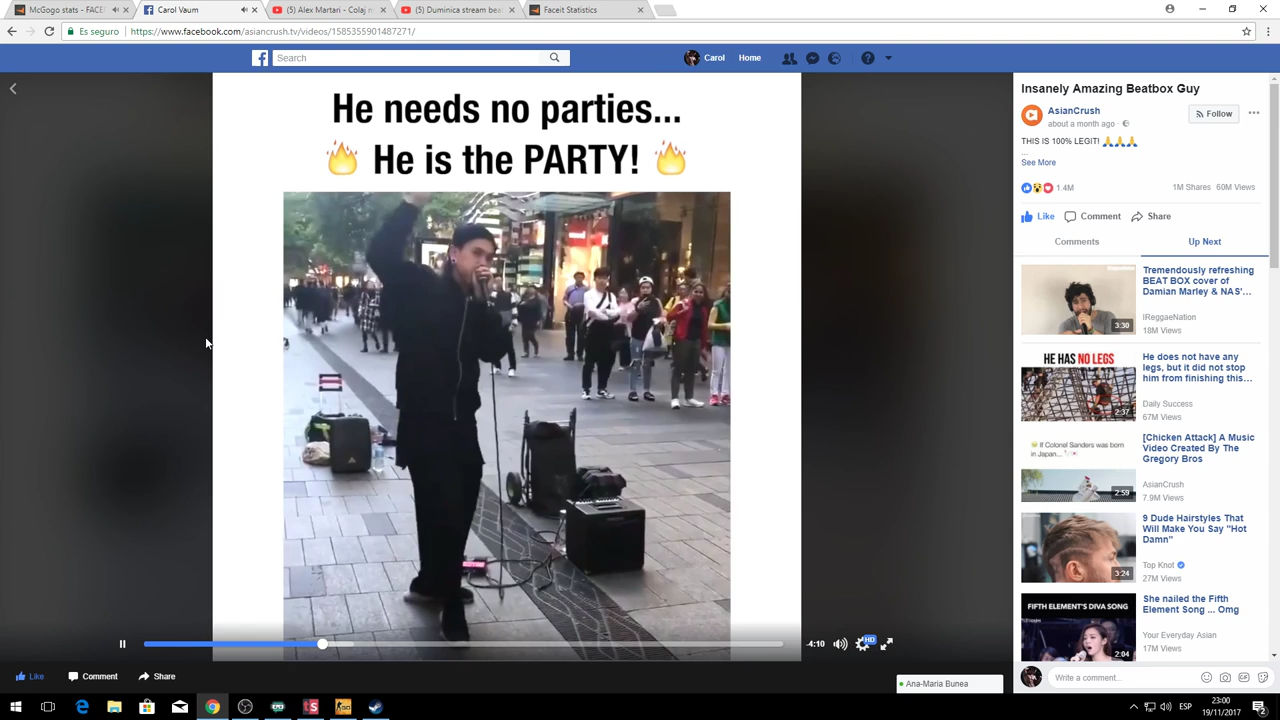 McGogo stats - FACEI
Carol Vaum
(5) Alex Martari - Colaj m
(5) Duminica stream bea
Faceit Statistics
Es seguro
https://www.facebook.com/asiancrush.tv/videos/1585355901487271/
Search
Carol
Home
He needs no parties...
🔥 He is the PARTY! 🔥
Insanely Amazing Beatbox Guy
AsianCrush
about a month ago ·
Follow
THIS IS 100% LEGIT! 🙏🙏🙏
...
See More
1.4M
1M Shares 60M Views
Like Comment Share
Comments Up Next
Tremendously refreshing
BEAT BOX cover of
Damian Marley & NAS'...
IReggaeNation
18M Views
3:30
HE HAS NO LEGS
He does not have any
legs, but it did not stop
him from finishing this...
Daily Success
67M Views
2:37
If Colonel Sanders was born
in Japan...
[Chicken Attack] A Music
Video Created By The
Gregory Bros
AsianCrush
7.9M Views
2:59
9 Dude Hairstyles That
Will Make You Say "Hot
Damn"
Top Knot
27M Views
3:24
FIFTH ELEMENT'S DIVA SONG
She nailed the Fifth
Element Song ... Omg
Your Everyday Asian
17M Views
2:04
-4:10
HD
Like Comment Share
Ana-Maria Bunea
Write a comment...
ESP
23:00
19/11/2017
2